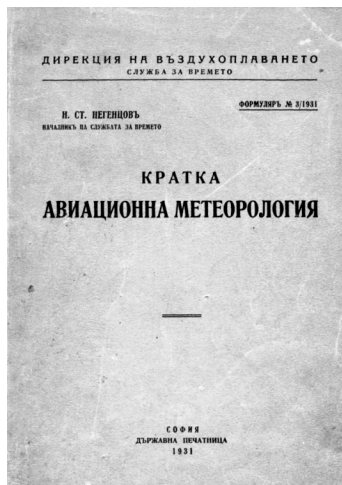 ДИРЕКЦИЯ НА ВЪЗДУХОПЛАВАНЕТО
СЛУЖБА ЗА ВРЕМЕТО
ФОРМУЛЯРЪ № 3/1931
Н. СТ. НЕГЕНЦОВЪ
НАЧАЛНИКЪ НА СЛУЖБАТА ЗА ВРЕМЕТО
КРАТКА
АВИАЦИОННА МЕТЕОРОЛОГИЯ
СОФИЯ
ДЪРЖАВНА ПЕЧАТНИЦА
1931